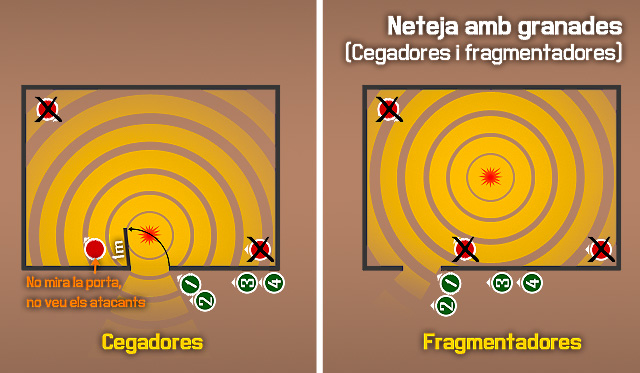 Neteja amb granades
(Cegadores i fragmentadores)
1m
No mira la porta,
no veu els atacants
1
2
3
4
Cegadores
1
2
3
4
Fragmentadores